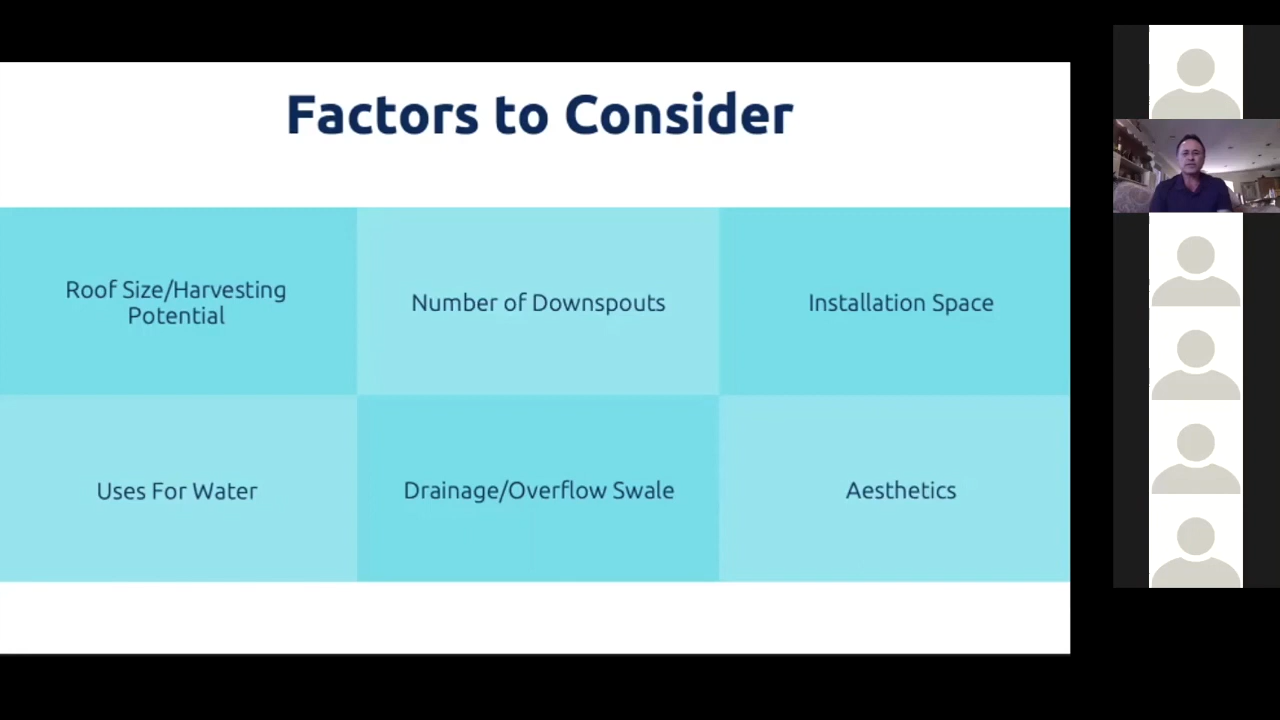 Factors to Consider
Roof Size/Harvesting
Potential
Number of Downspouts
Installation Space
Uses For Water
Drainage/Overflow Swale
Aesthetics